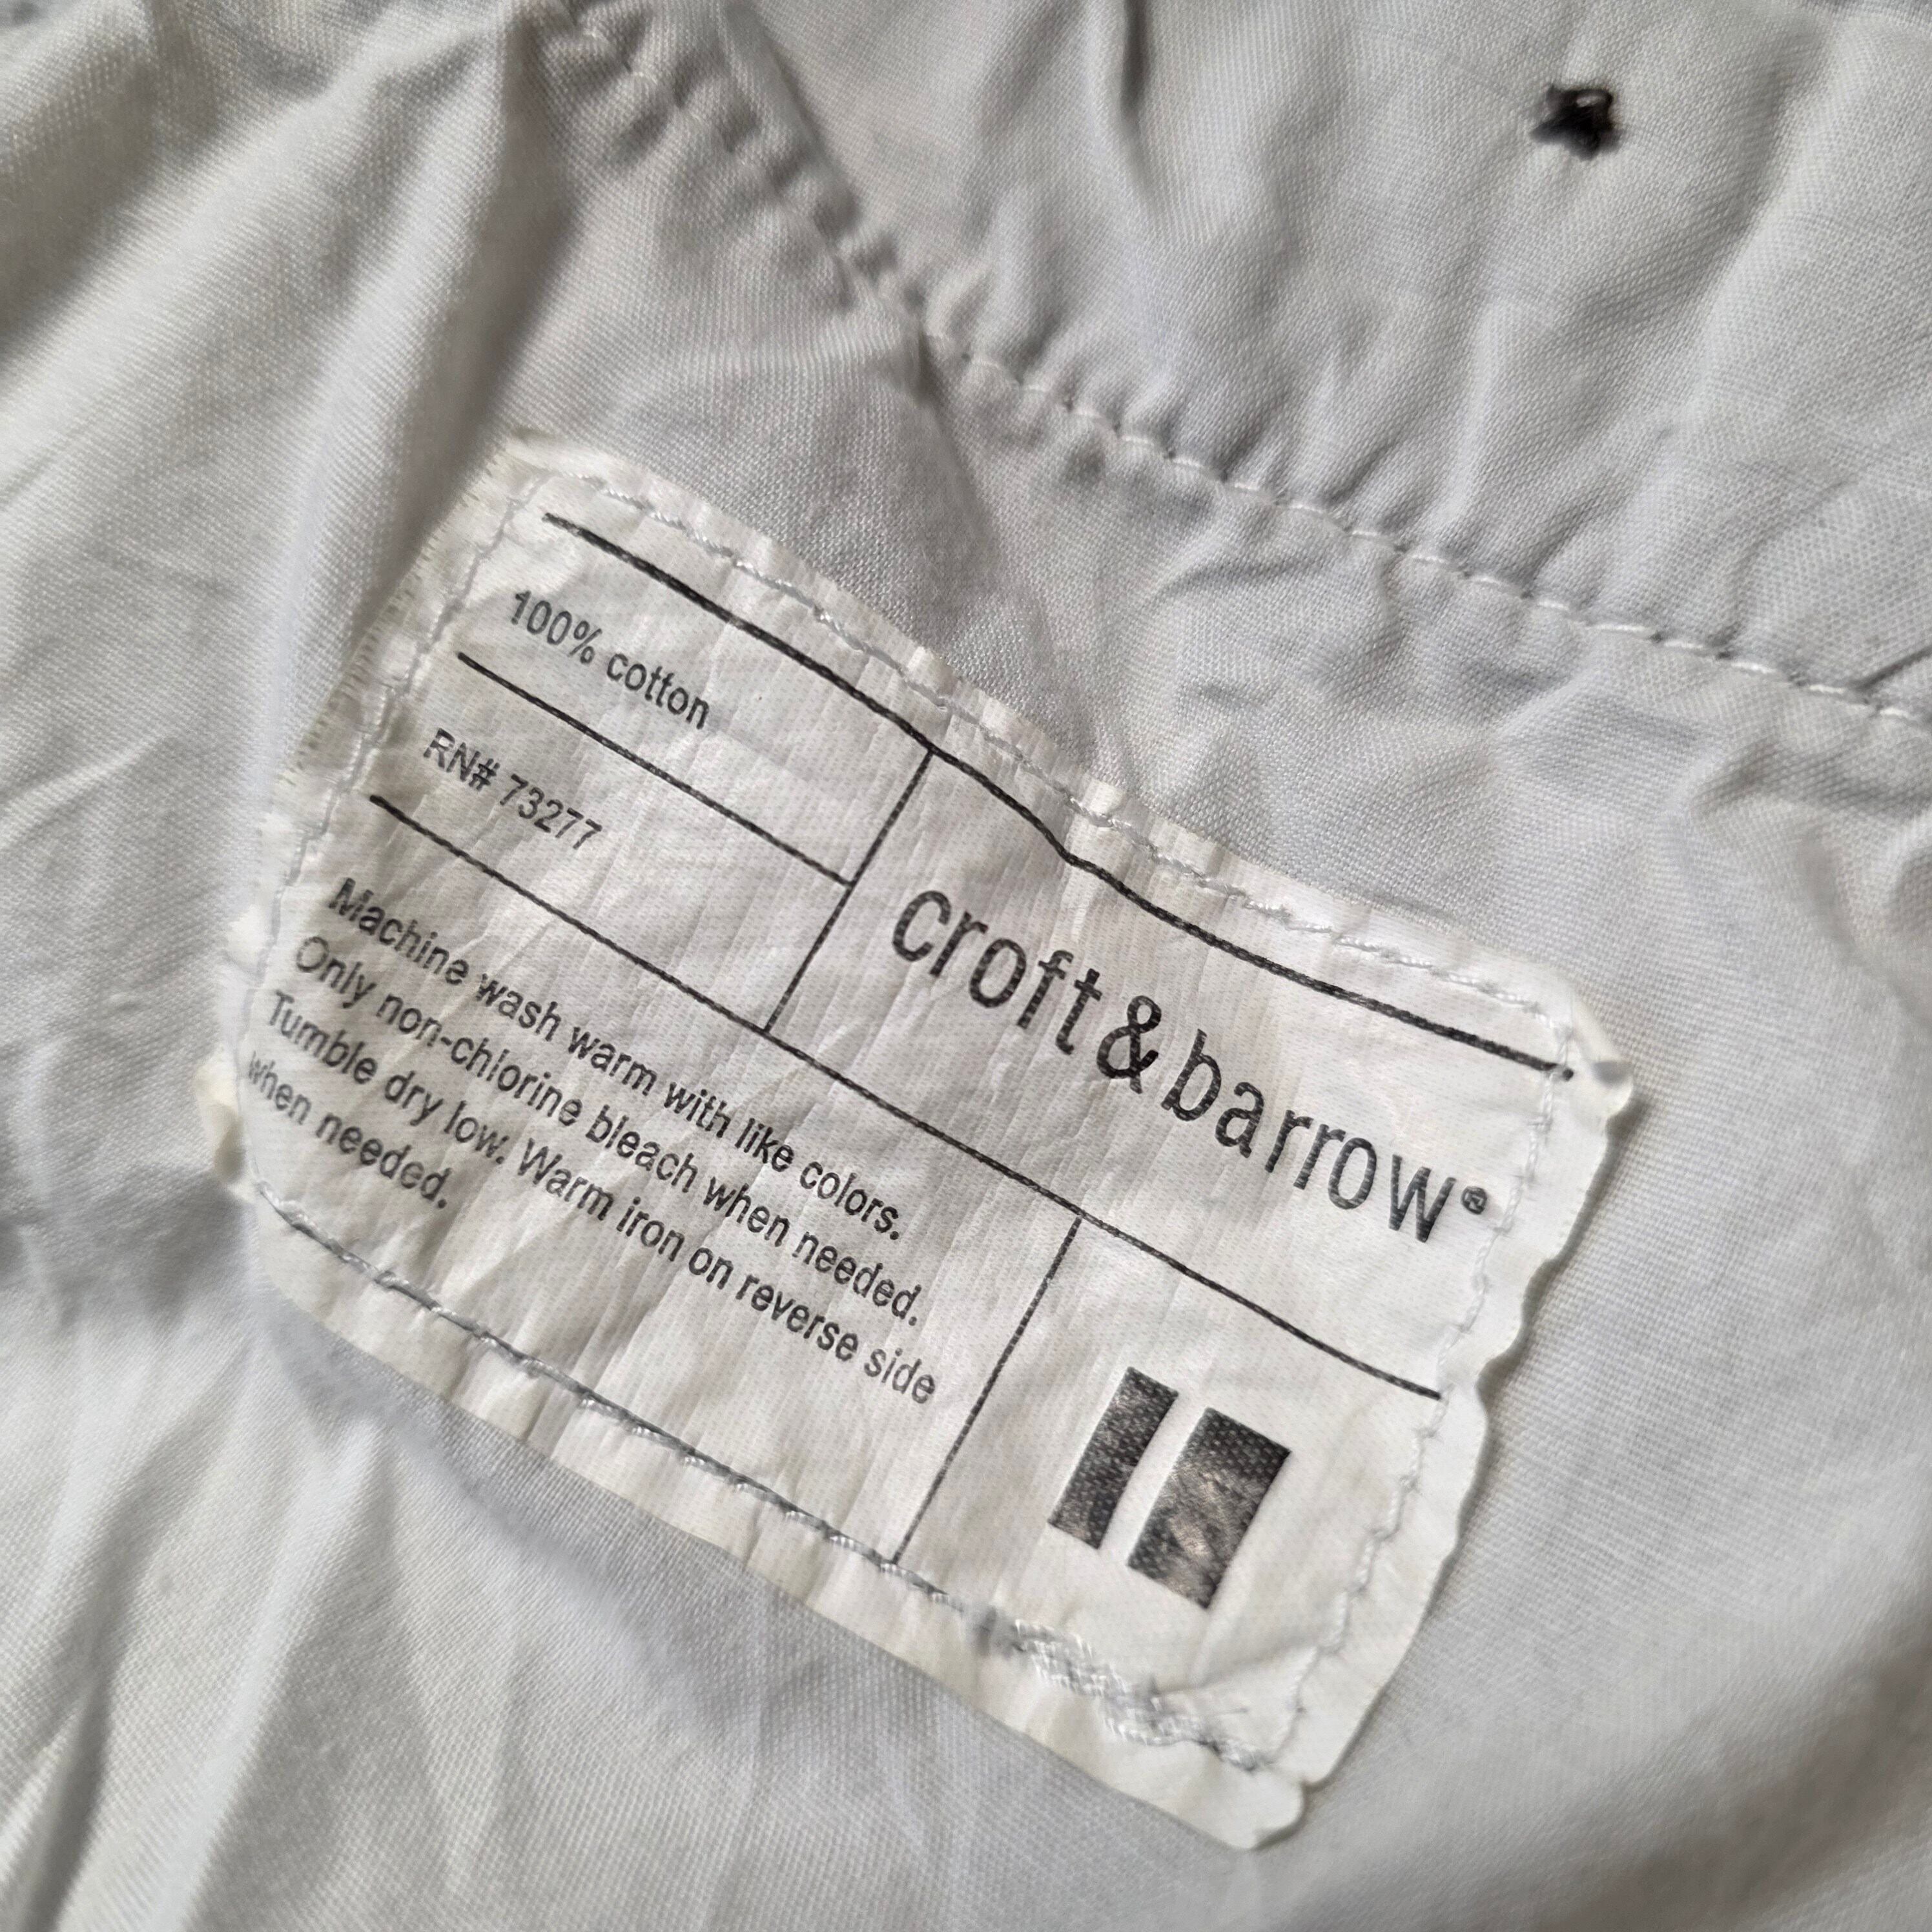 100% cotton
RN# 73277
croft & barrow®
Machine wash warm with like colors.
Only non-chlorine bleach when needed.
Tumble dry low. Warm iron on reverse side
when needed.